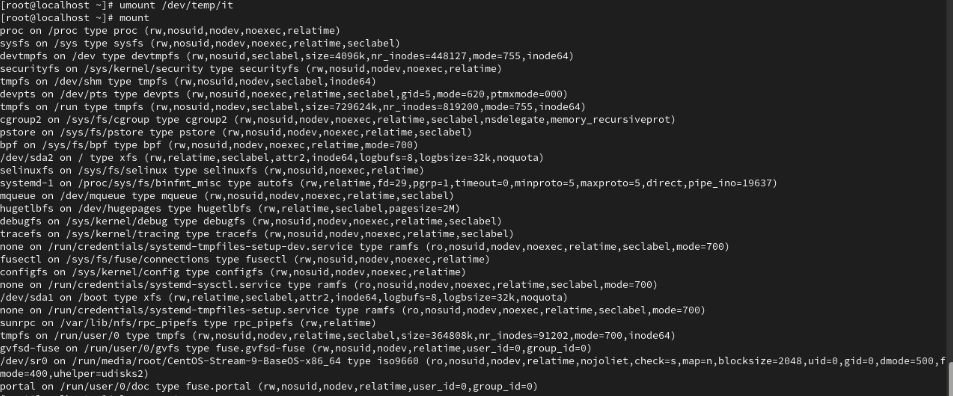 [root@localhost ~]# umount /dev/temp/it
[root@localhost ~]# mount
proc on /proc type proc (rw,nosuid,nodev,noexec,relatime)
sysfs on /sys type sysfs (rw,nosuid,nodev,noexec,relatime,seclabel)
devtmpfs on /dev type devtmpfs (rw,nosuid,seclabel,size=4096k,nr_inodes=448127,mode=755,inode64)
securityfs on /sys/kernel/security type securityfs (rw,nosuid,nodev,noexec,relatime)
tmpfs on /dev/shm type tmpfs (rw,nosuid,nodev,seclabel,inode64)
devpts on /dev/pts type devpts (rw,nosuid,noexec,relatime,seclabel,gid=5,mode=620,ptmxmode=000)
tmpfs on /run type tmpfs (rw,nosuid,nodev,seclabel,size=729624k,nr_inodes=819200,mode=755,inode64)
cgroup2 on /sys/fs/cgroup type cgroup2 (rw,nosuid,nodev,noexec,relatime,seclabel,nsdelegate,memory_recursiveprot)
pstore on /sys/fs/pstore type pstore (rw,nosuid,nodev,noexec,relatime,seclabel)
bpf on /sys/fs/bpf type bpf (rw,nosuid,nodev,noexec,relatime,mode=700)
/dev/sda2 on / type xfs (rw,relatime,seclabel,attr2,inode64,logbufs=8,logbsize=32k,noquota)
selinuxfs on /sys/fs/selinux type selinuxfs (rw,nosuid,noexec,relatime)
systemd-1 on /proc/sys/fs/binfmt_misc type autofs (rw,relatime,fd=29,pgrp=1,timeout=0,minproto=5,maxproto=5,direct,pipe_ino=19637)
mqueue on /dev/mqueue type mqueue (rw,nosuid,nodev,noexec,relatime,seclabel)
hugetlbfs on /dev/hugepages type hugetlbfs (rw,relatime,seclabel,pagesize=2M)
debugfs on /sys/kernel/debug type debugfs (rw,nosuid,nodev,noexec,relatime,seclabel)
tracefs on /sys/kernel/tracing type tracefs (rw,nosuid,nodev,noexec,relatime,seclabel)
none on /run/credentials/systemd-tmpfiles-setup-dev.service type ramfs (ro,nosuid,nodev,noexec,relatime,seclabel,mode=700)
fusectl on /sys/fs/fuse/connections type fusectl (rw,nosuid,nodev,noexec,relatime)
configfs on /sys/kernel/config type configfs (rw,nosuid,nodev,noexec,relatime)
none on /run/credentials/systemd-sysctl.service type ramfs (ro,nosuid,nodev,noexec,relatime,seclabel,mode=700)
/dev/sda1 on /boot type xfs (rw,relatime,seclabel,attr2,inode64,logbufs=8,logbsize=32k,noquota)
none on /run/credentials/systemd-tmpfiles-setup.service type ramfs (ro,nosuid,nodev,noexec,relatime,seclabel,mode=700)
sunrpc on /var/lib/nfs/rpc_pipefs type rpc_pipefs (rw,relatime)
tmpfs on /run/user/0 type tmpfs (rw,nosuid,nodev,relatime,seclabel,size=364808k,nr_inodes=91202,mode=700,inode64)
gvfsd-fuse on /run/user/0/gvfs type fuse.gvfsd-fuse (rw,nosuid,nodev,relatime,user_id=0,group_id=0)
/dev/sr0 on /run/media/root/CentOS-Stream-9-BaseOS-x86_64 type iso9660 (ro,nosuid,nodev,relatime,nojoliet,check=s,map=n,blocksize=2048,uid=0,gid=0,dmode=500,f
mode=400,uhelper=udisks2)
portal on /run/user/0/doc type fuse.portal (rw,nosuid,nodev,relatime,user_id=0,group_id=0)